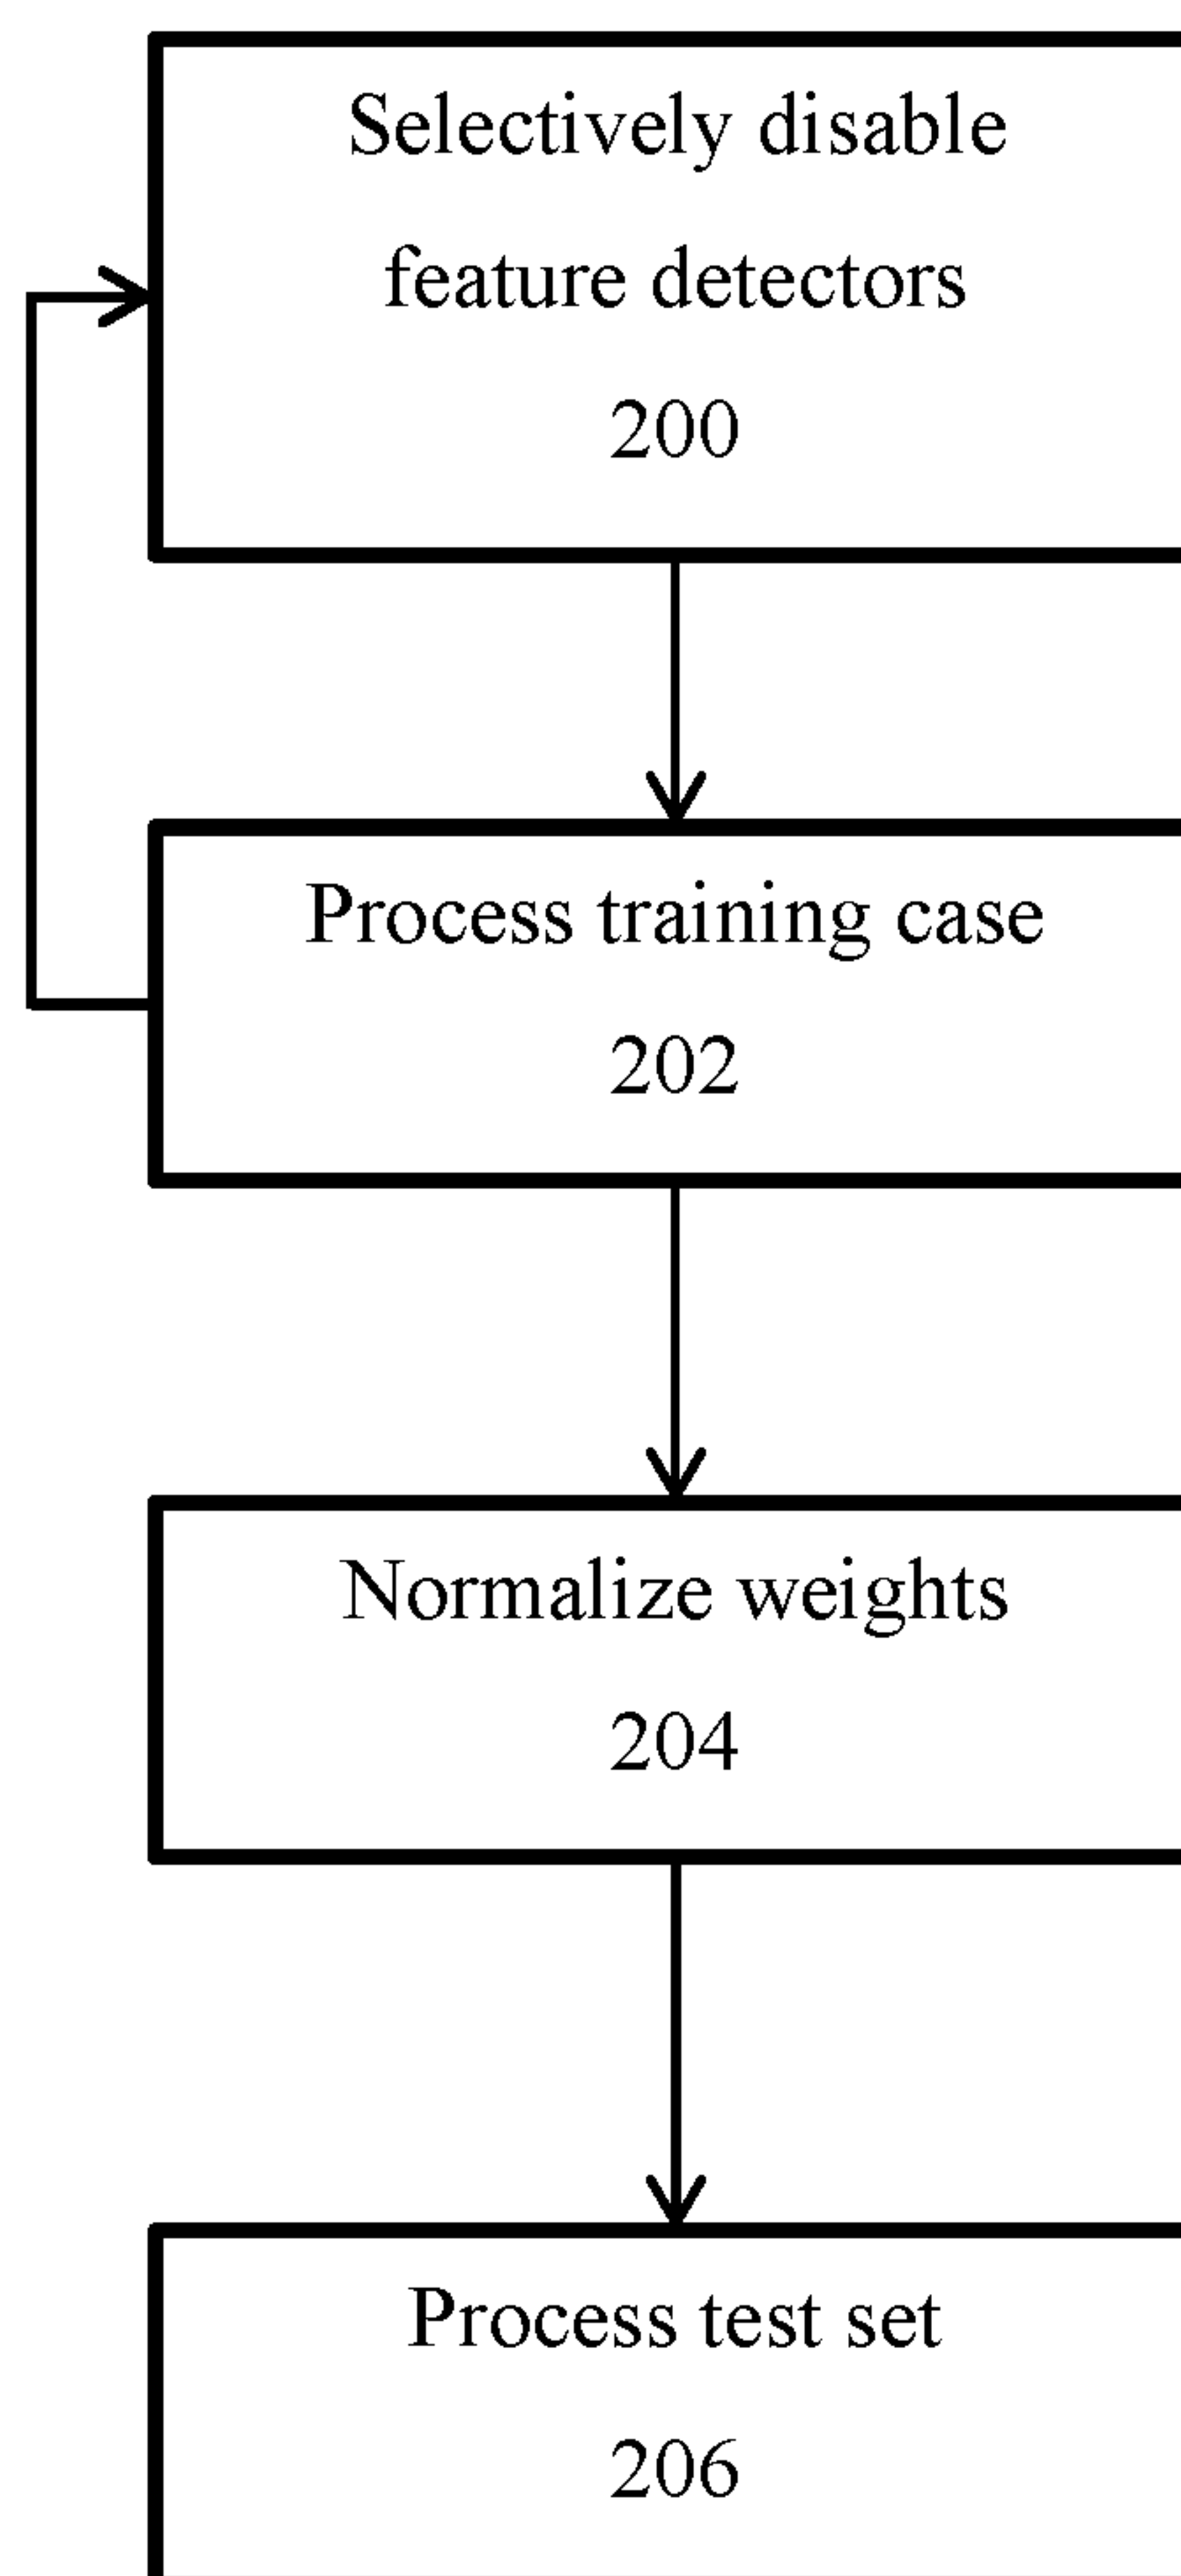 Selectively disable
feature detectors
200
Process training case
202
Normalize weights
204
Process test set
206